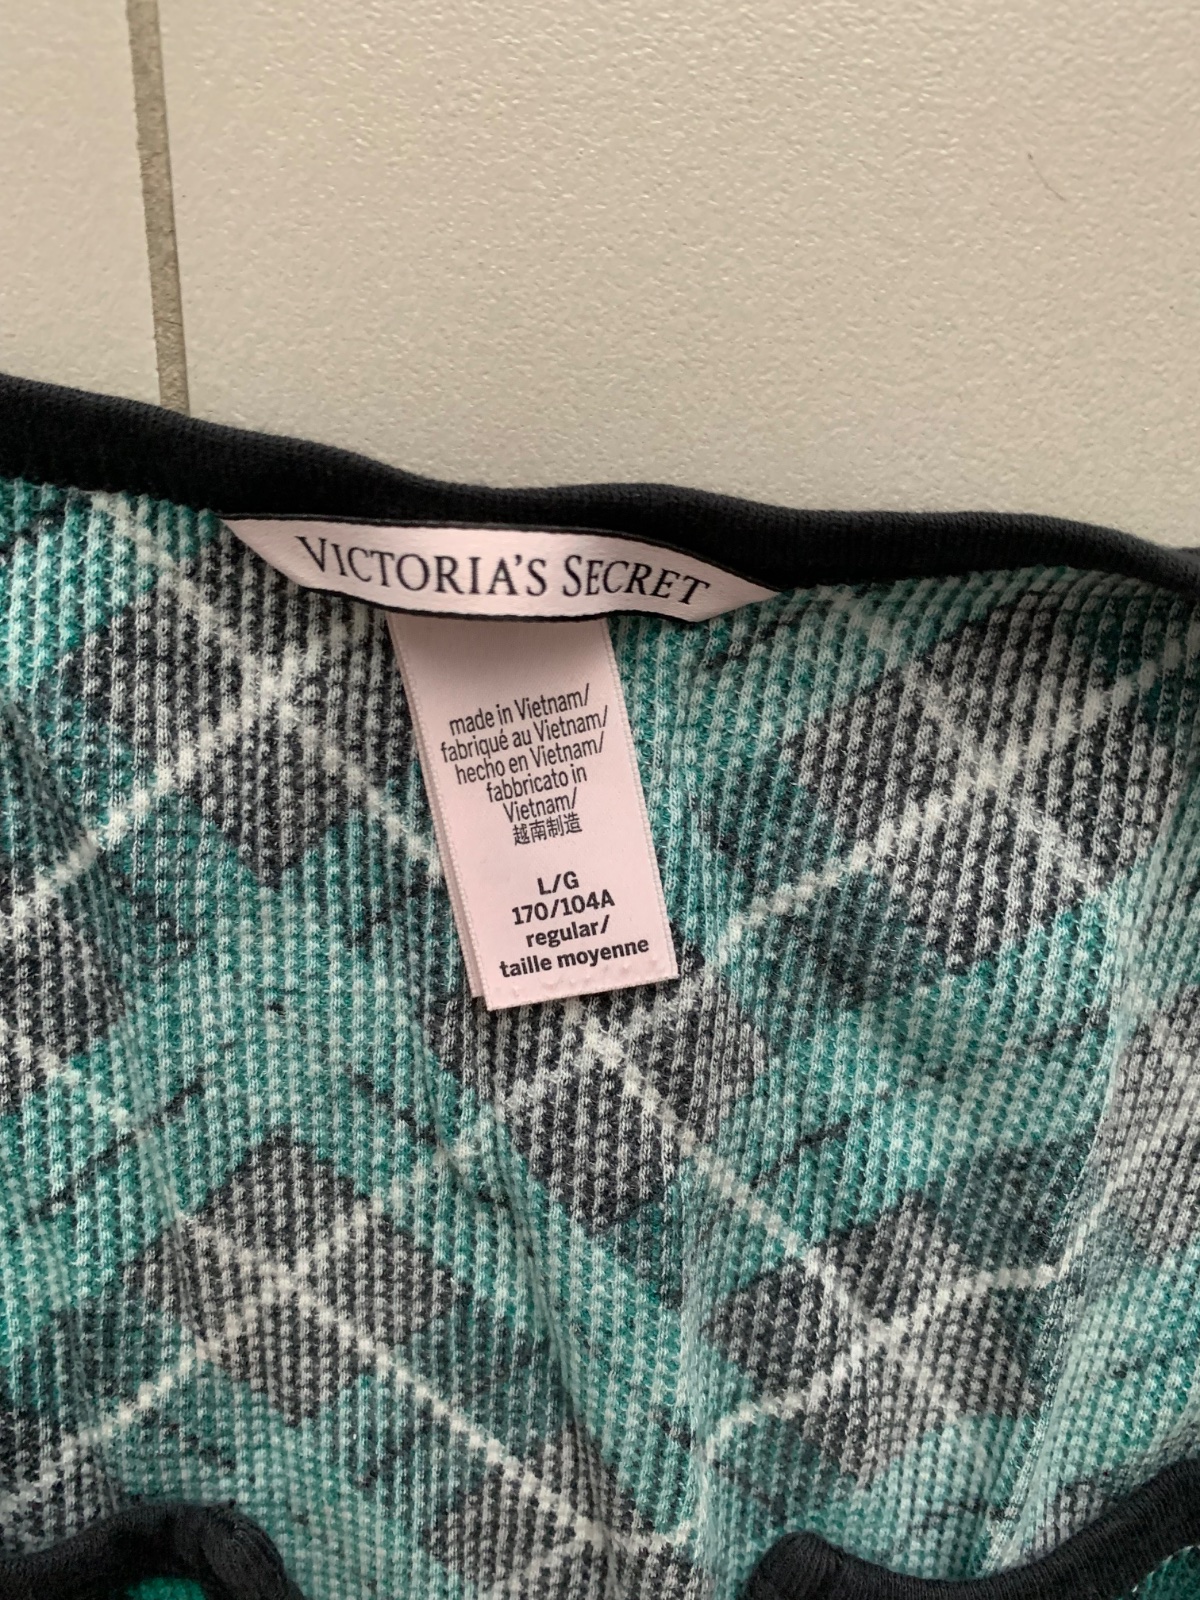 VICTORIA'S SECRET
made in Vietnam/
fabriqué au Vietnam/
hecho en Vietnam/
fabbricato in
Vietnam/
越南制造
L/G
170/104A
regular/
taille moyenne